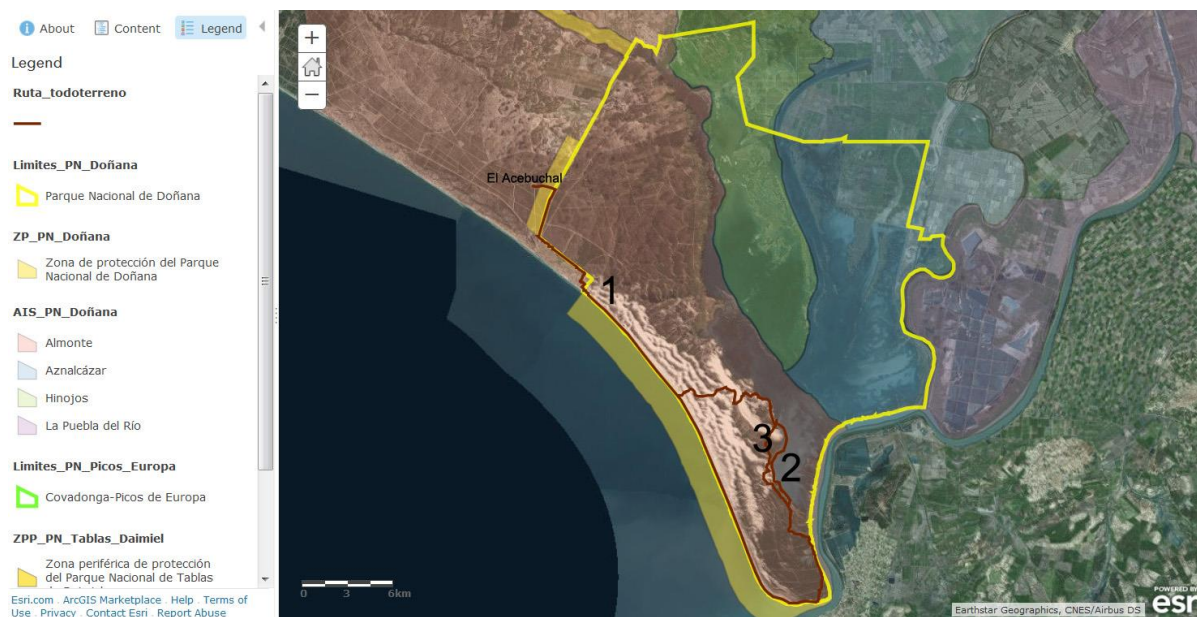 About Content Legend
Legend
Ruta_todoterreno
Limites_PN_Doñana
Parque Nacional de Doñana
ZP_PN_Doñana
Zona de protección del Parque
Nacional de Doñana
AIS_PN_Doñana
Almonte
Aznalcázar
Hinojos
La Puebla del Río
Limites_PN_Picos_Europa
Covadonga-Picos de Europa
ZPP_PN_Tablas_Daimiel
Zona periférica de protección
del Parque Nacional de Tablas
Esri.com . ArcGIS Marketplace . Help . Terms of
Use . Privacy . Contact Esri . Report Abuse
+
−
El Acebuchal
1
3
2
0 3 6km
Earthstar Geographics, CNES/Airbus DS
POWERED BY
esri